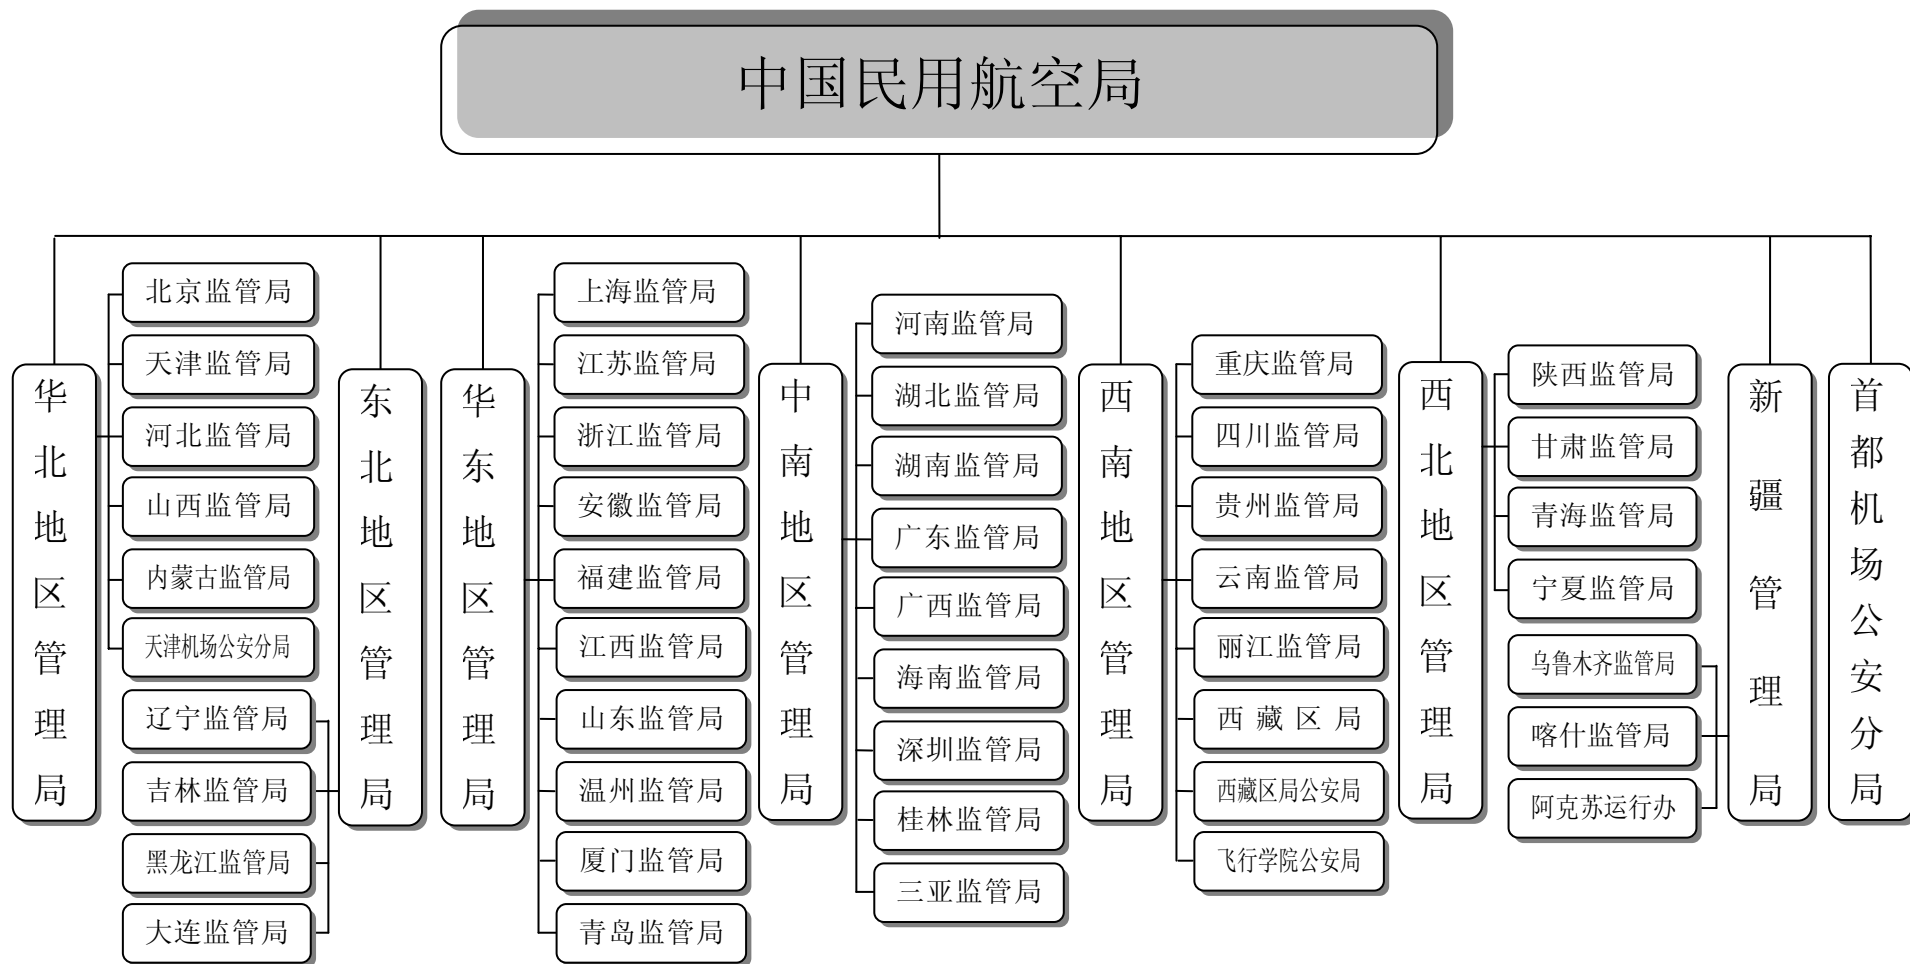 中国民用航空局
华北地区管理局
北京监管局
天津监管局
河北监管局
山西监管局
内蒙古监管局
天津机场公安分局
东北地区管理局
辽宁监管局
吉林监管局
黑龙江监管局
大连监管局
华东地区管理局
上海监管局
江苏监管局
浙江监管局
安徽监管局
福建监管局
江西监管局
山东监管局
温州监管局
厦门监管局
青岛监管局
中南地区管理局
河南监管局
湖北监管局
湖南监管局
广东监管局
广西监管局
海南监管局
深圳监管局
桂林监管局
三亚监管局
西南地区管理局
重庆监管局
四川监管局
贵州监管局
云南监管局
丽江监管局
西藏区局
西藏区局公安局
飞行学院公安局
西北地区管理局
陕西监管局
甘肃监管局
青海监管局
宁夏监管局
新疆管理局
乌鲁木齐监管局
喀什监管局
阿克苏运行办
首都机场公安分局